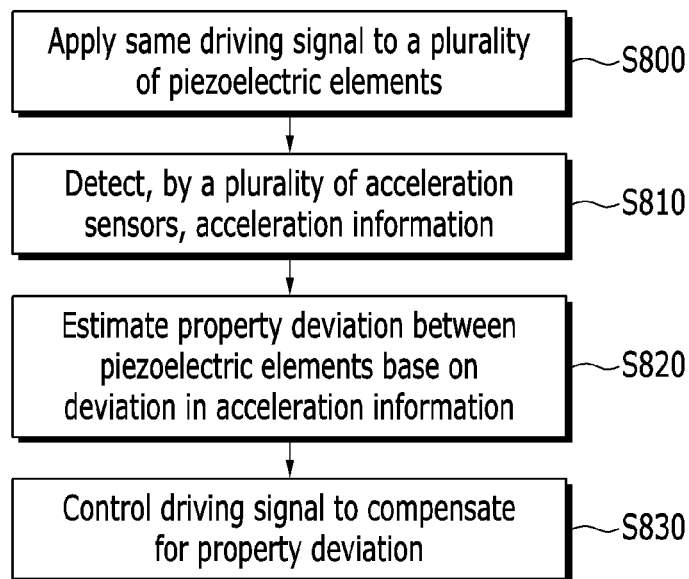 Apply same driving signal to a plurality
of piezoelectric elements
S800
Detect, by a plurality of acceleration
sensors, acceleration information
S810
Estimate property deviation between
piezoelectric elements base on
deviation in acceleration information
S820
Control driving signal to compensate
for property deviation
S830